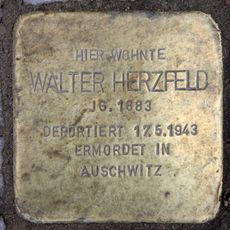 HIER WOHNTE
WALTER HERZFELD
JG. 1883
DEPORTIERT 17.5.1943
ERMORDET IN
AUSCHWITZ